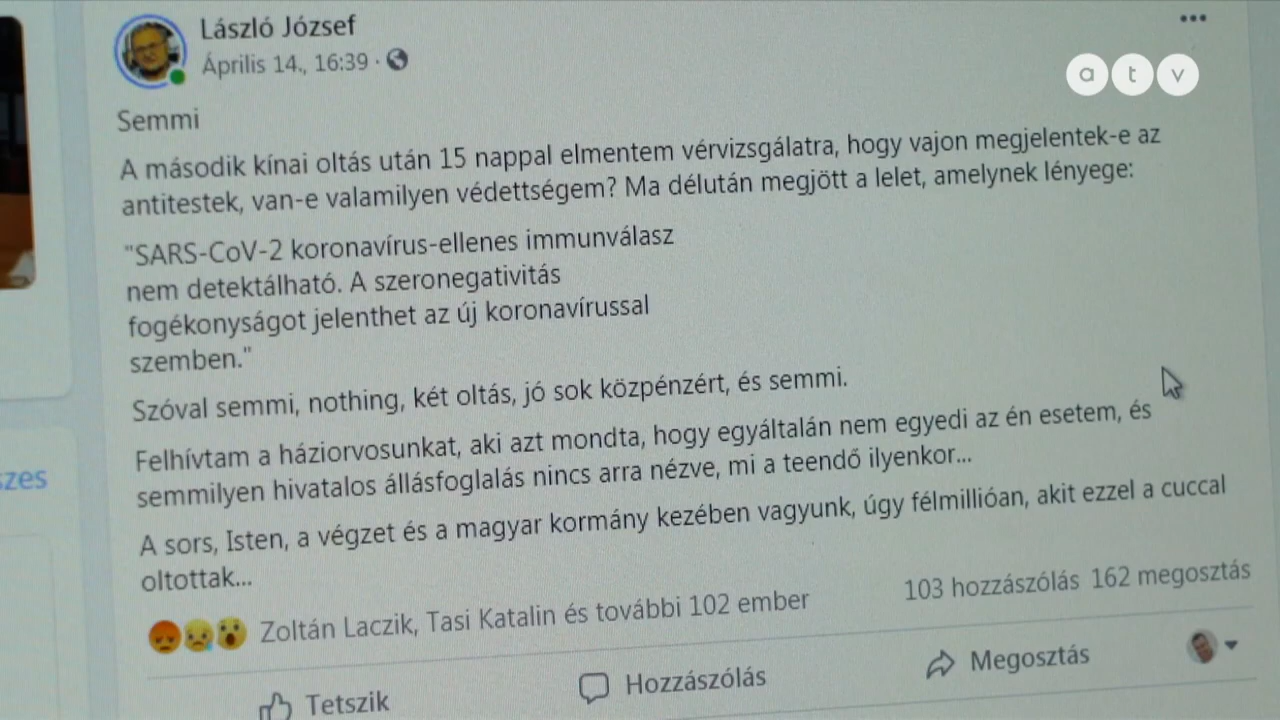 László József
Április 14., 16:39 ·
atv
Semmi
A második kínai oltás után 15 nappal elmentem vérvizsgálatra, hogy vajon megjelentek-e az
antitestek, van-e valamilyen védettségem? Ma délután megjött a lelet, amelynek lényege:
"SARS-CoV-2 koronavírus-ellenes immunválasz
nem detektálható. A szeronegativitás
fogékonyságot jelenthet az új koronavírussal
szemben."
Szóval semmi, nothing, két oltás, jó sok közpénzért, és semmi.
Felhívtam a háziorvosunkat, aki azt mondta, hogy egyáltalán nem egyedi az én esetem, és
semmilyen hivatalos állásfoglalás nincs arra nézve, mi a teendő ilyenkor...
A sors, Isten, a végzet és a magyar kormány kezében vagyunk, úgy félmillióan, akit ezzel a cuccal
oltottak...
Zoltán Laczik, Tasi Katalin és további 102 ember
103 hozzászólás 162 megosztás
Tetszik
Hozzászólás
Megosztás